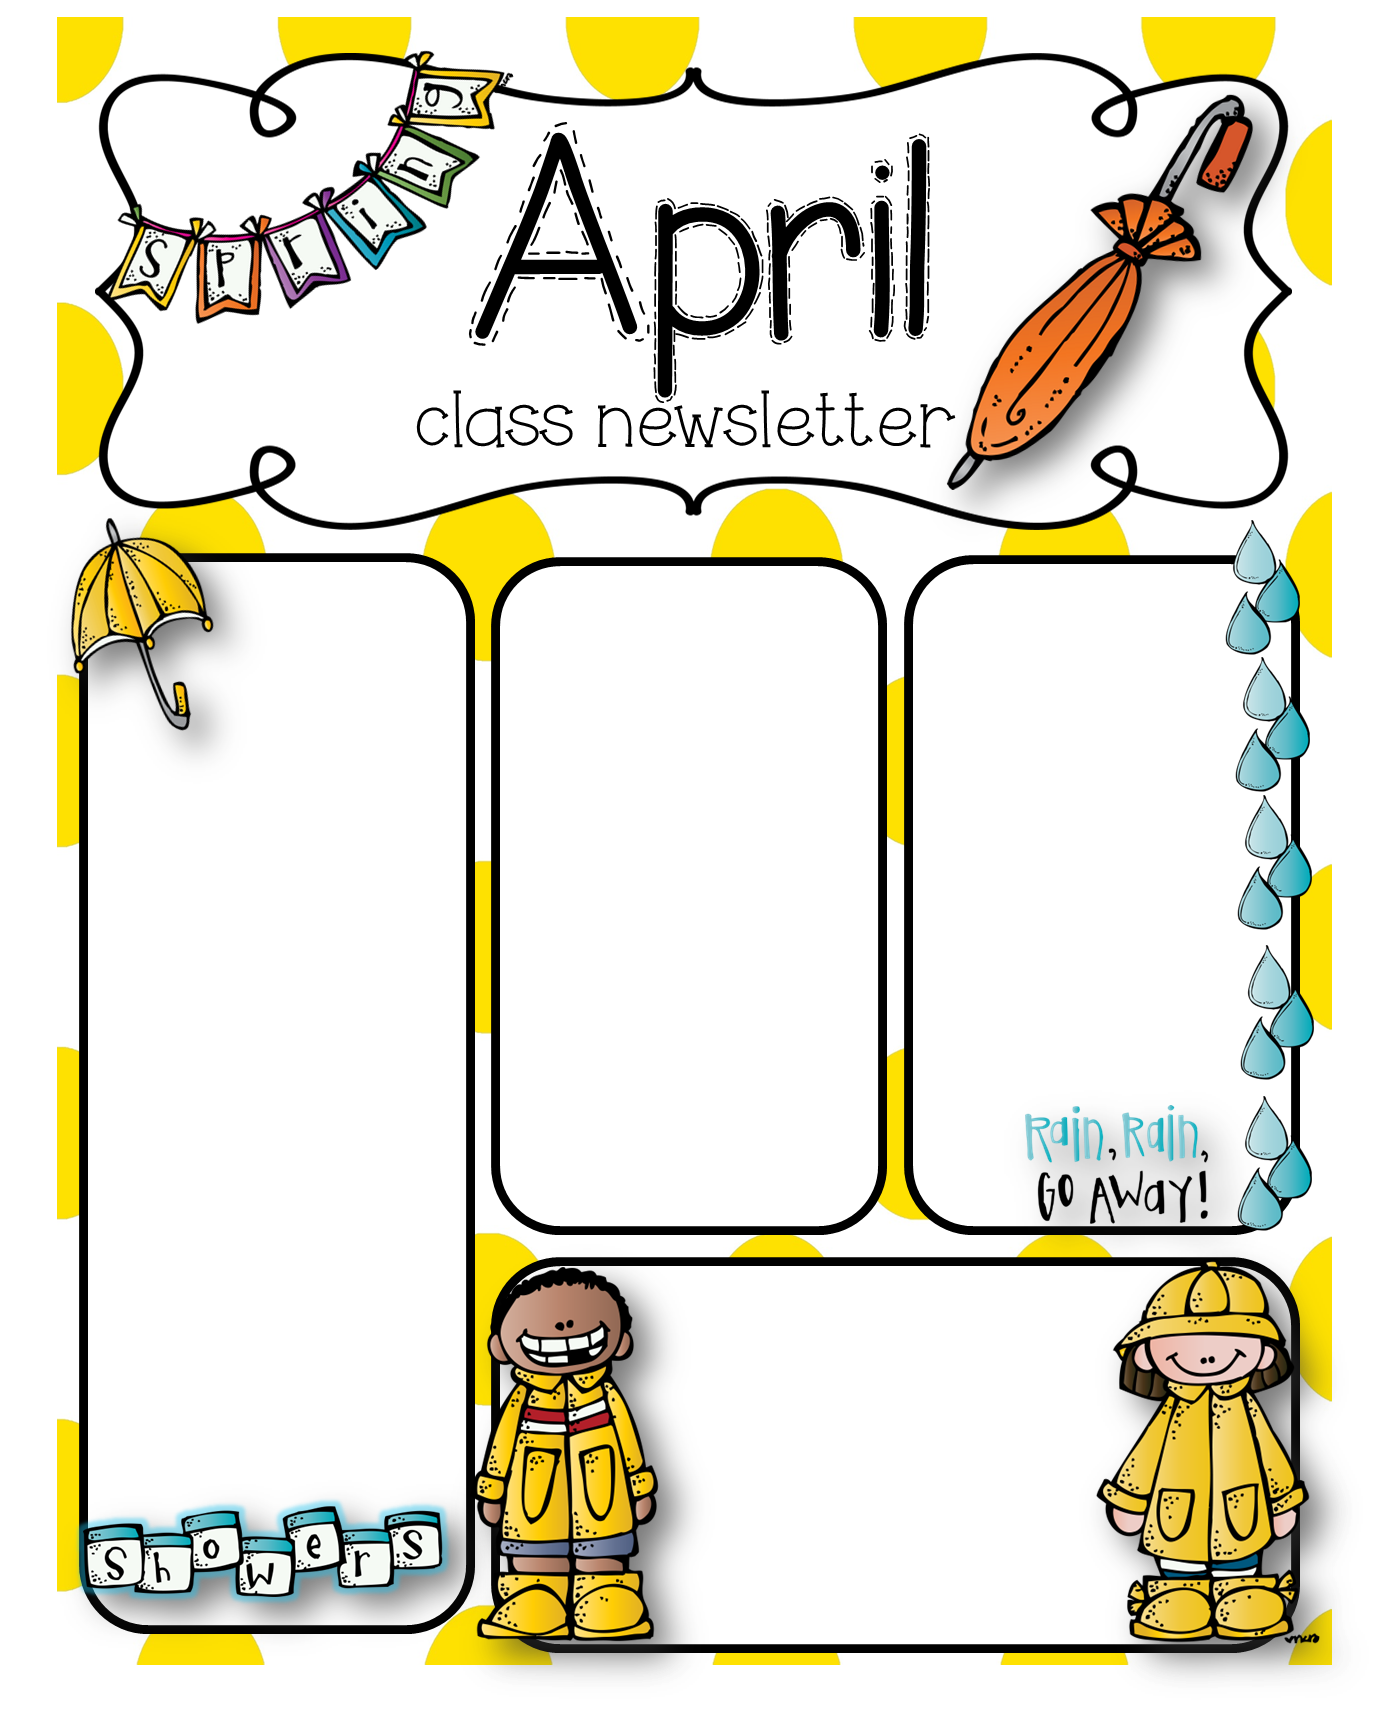 spring
April
class newsletter
Rain, Rain,
GO AWAY!
Showers